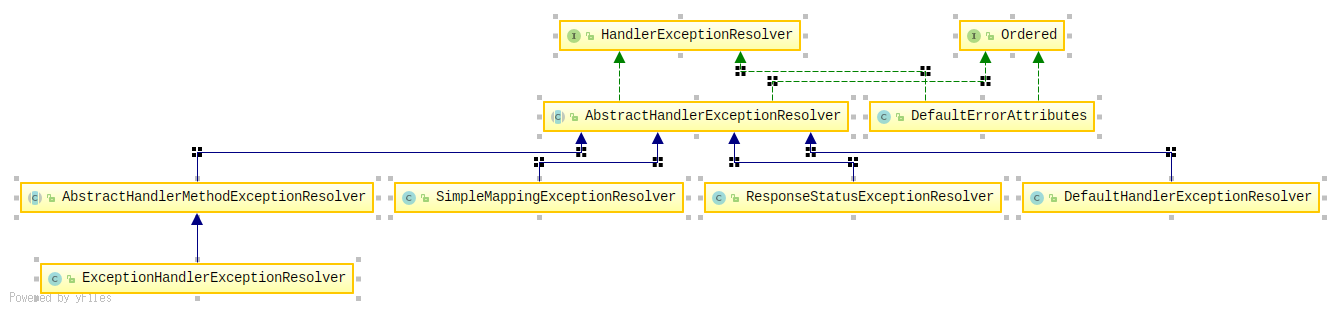 HandlerExceptionResolver
Ordered
AbstractHandlerExceptionResolver
DefaultErrorAttributes
AbstractHandlerMethodExceptionResolver
SimpleMappingExceptionResolver
ResponseStatusExceptionResolver
DefaultHandlerExceptionResolver
ExceptionHandlerExceptionResolver
Powered by yFiles